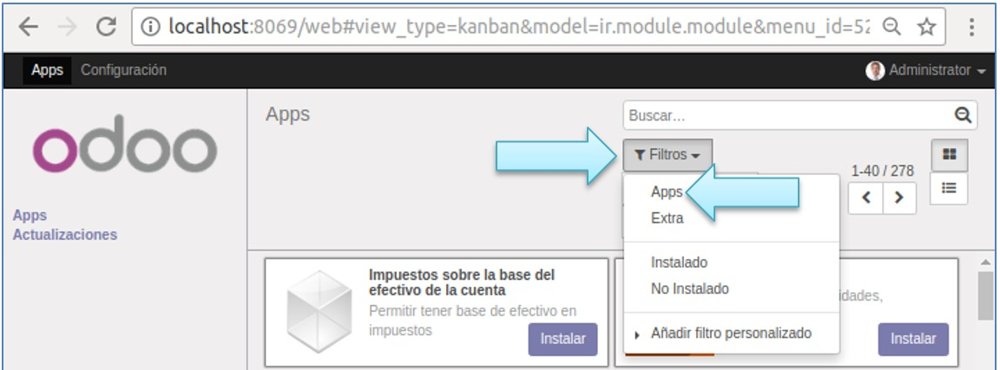 localhost:8069/web#view_type=kanban&model=ir.module.module&menu_id=52
Apps Configuración Administrator
odoo
Apps
Actualizaciones
Apps
Buscar...
Filtros
1-40 / 278
Apps
Extra
Instalado
No Instalado
Añadir filtro personalizado
Impuestos sobre la base del
efectivo de la cuenta
Permitir tener base de efectivo en
impuestos
Instalar
idades,
Instalar